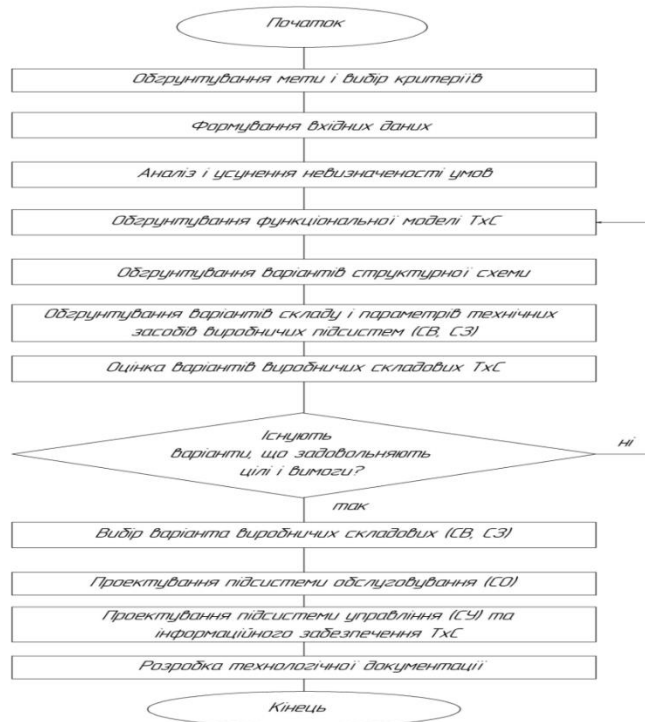 Початок
Обґрунтування мети і вибір критеріїв
Формування вхідних даних
Аналіз і усунення невизначеності умов
Обґрунтування функціональної моделі ТхС
Обґрунтування варіантів структурної схеми
Обґрунтування варіантів складу і параметрів технічних
засобів виробничих підсистем (СВ, СЗ)
Оцінка варіантів виробничих складових ТхС
Існують
варіанти, що задовольняють
цілі і вимоги?
ні
так
Вибір варіанта виробничих складових (СВ, СЗ)
Проектування підсистеми обслуговування (СО)
Проектування підсистеми управління (СУ) та
інформаційного забезпечення ТхС
Розробка технологічної документації
Кінець